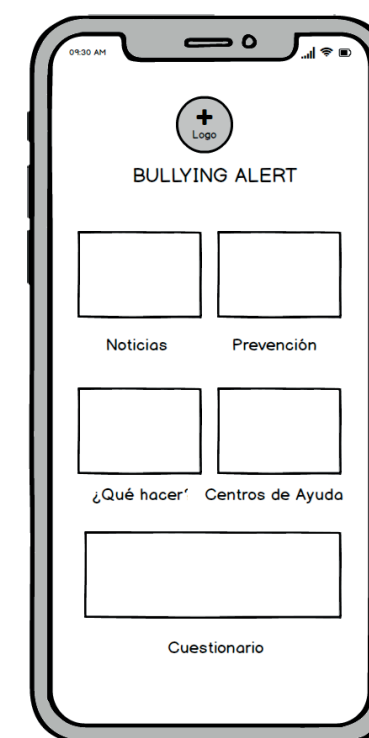 09:30 AM
Logo
BULLYING ALERT
Noticias Prevención
¿Qué hacer´ Centros de Ayuda
Cuestionario